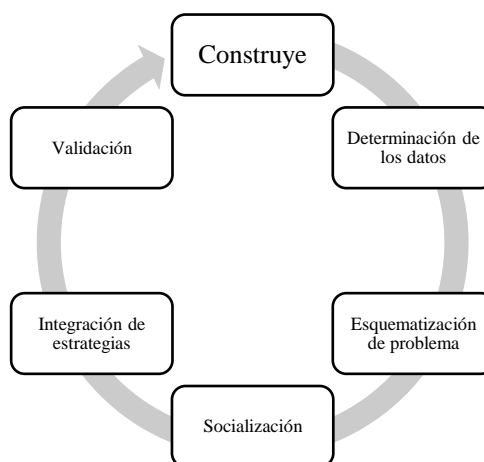 Construye
Determinación de
los datos
Esquematización
de problema
Socialización
Integración de
estrategias
Validación